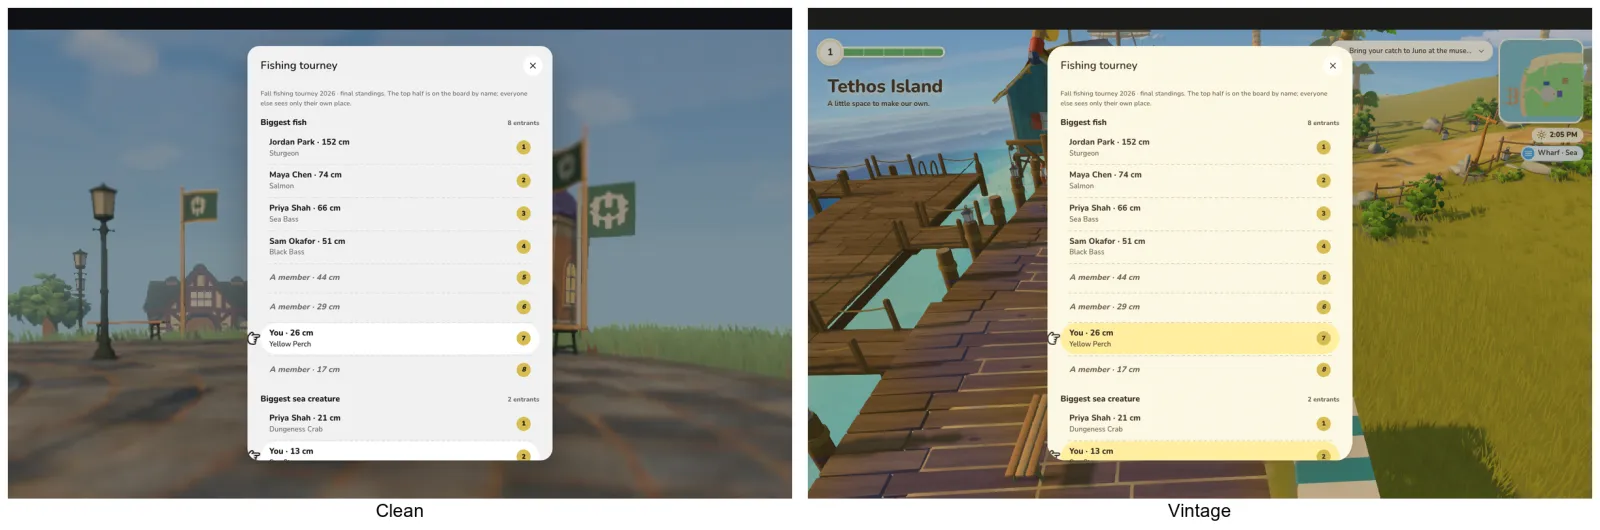 Fishing tourney
Fall fishing tourney 2026 · final standings. The top half is on the board by name; everyone
else sees only their own place.
Biggest fish 8 entrants
Jordan Park · 152 cm 1
Sturgeon
Maya Chen · 74 cm 2
Salmon
Priya Shah · 66 cm 3
Sea Bass
Sam Okafor · 51 cm 4
Black Bass
A member · 44 cm 5
A member · 29 cm 6
You · 26 cm 7
Yellow Perch
A member · 17 cm 8
Biggest sea creature 2 entrants
Priya Shah · 21 cm 1
Dungeness Crab
You · 13 cm 2
Clean
1
Tethos Island
A little space to make our own.
Bring your catch to Juno at the muse...
2:05 PM
Wharf · Sea
Fishing tourney
Fall fishing tourney 2026 · final standings. The top half is on the board by name; everyone
else sees only their own place.
Biggest fish 8 entrants
Jordan Park · 152 cm 1
Sturgeon
Maya Chen · 74 cm 2
Salmon
Priya Shah · 66 cm 3
Sea Bass
Sam Okafor · 51 cm 4
Black Bass
A member · 44 cm 5
A member · 29 cm 6
You · 26 cm 7
Yellow Perch
A member · 17 cm 8
Biggest sea creature 2 entrants
Priya Shah · 21 cm 1
Dungeness Crab
You · 13 cm 2
Vintage